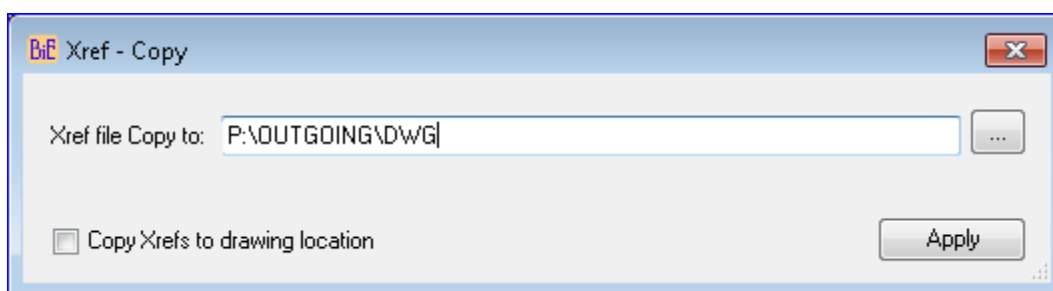 BiE Xref - Copy
Xref file Copy to: P:\OUTGOING\DWG ...
Copy Xrefs to drawing location Apply